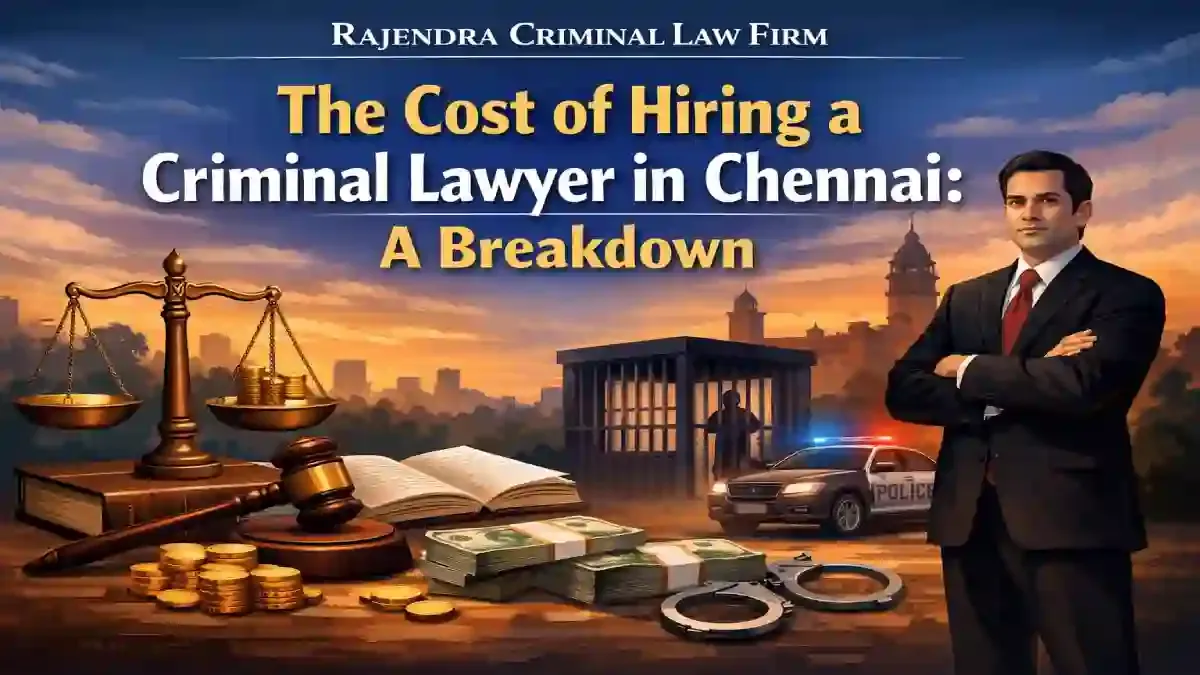 Rajendra Criminal Law Firm
The Cost of Hiring a
Criminal Lawyer in Chennai:
A Breakdown
POLICE